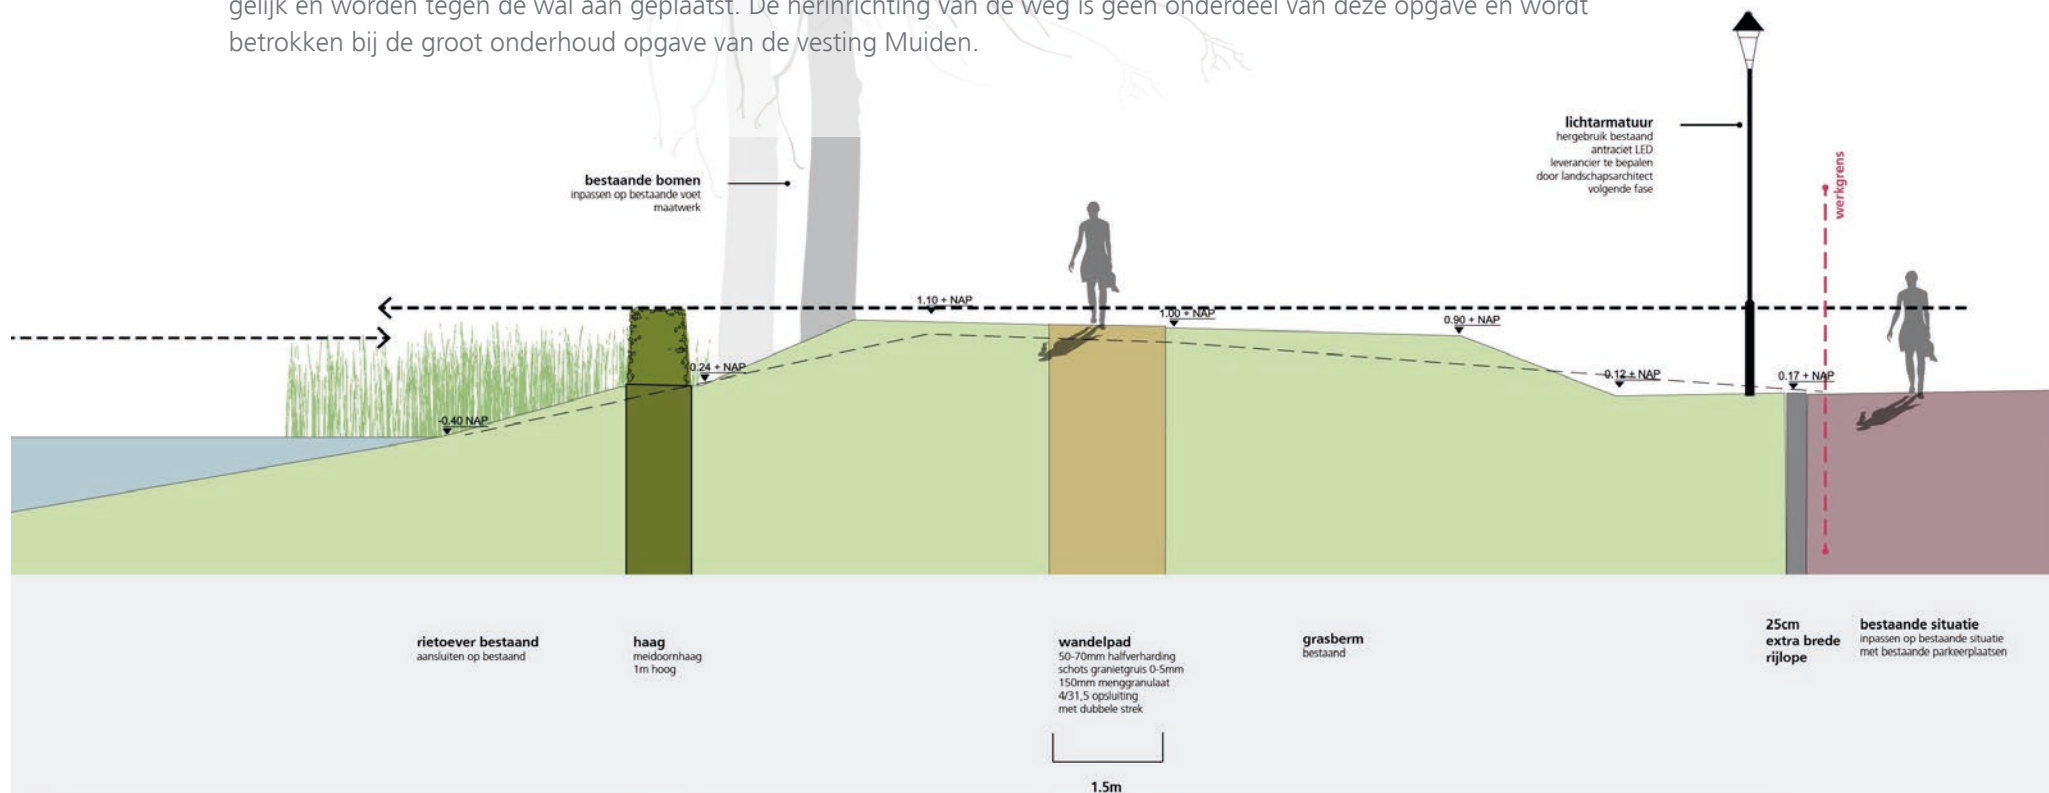 gelijk en worden tegen de wal aan geplaatst. De herinrichting van de weg is geen onderdeel van deze opgave en wordt
betrokken bij de groot onderhoud opgave van de vesting Muiden.
lichtarmatuur
hergebruik bestaand
antraciet LED
leverancier te bepalen
door landschapsarchitect
volgende fase
werkgrens
bestaande bomen
inpassen op bestaande voet
maatwerk
1.10 + NAP
1.00 + NAP
0.90 + NAP
0.24 + NAP
0.12 ± NAP
0.17 + NAP
-0.40 NAP
rietoever bestaand
aansluiten op bestaand
haag
meidoornhaag
1m hoog
wandelpad
50-70mm halfverharding
schots granietgruis 0-5mm
150mm menggranulaat
4/31,5 opsluiting
met dubbele strek
1.5m
grasberm
bestaand
25cm
extra brede
rijlope
bestaande situatie
inpassen op bestaande situatie
met bestaande parkeerplaatsen